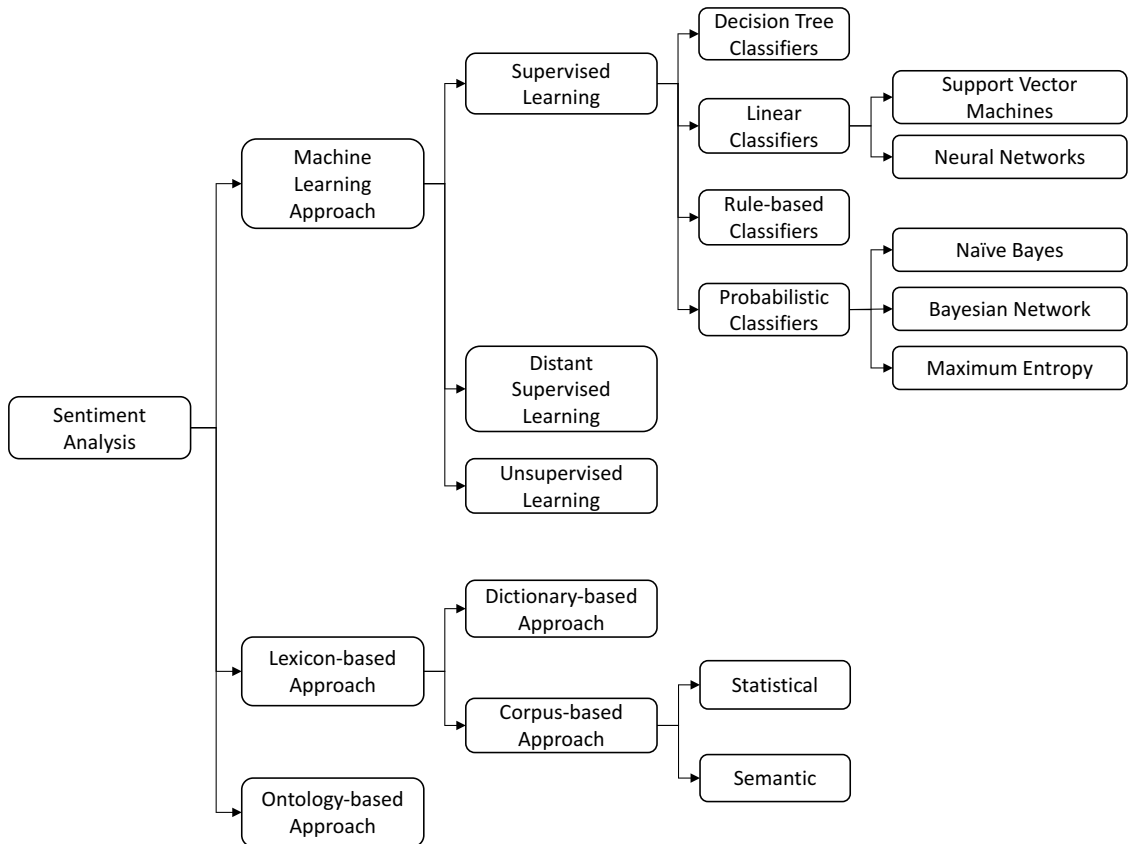 Sentiment
Analysis
Machine
Learning
Approach
Supervised
Learning
Decision Tree
Classifiers
Linear
Classifiers
Support Vector
Machines
Neural Networks
Rule-based
Classifiers
Probabilistic
Classifiers
Naïve Bayes
Bayesian Network
Maximum Entropy
Distant
Supervised
Learning
Unsupervised
Learning
Lexicon-based
Approach
Dictionary-based
Approach
Corpus-based
Approach
Statistical
Semantic
Ontology-based
Approach